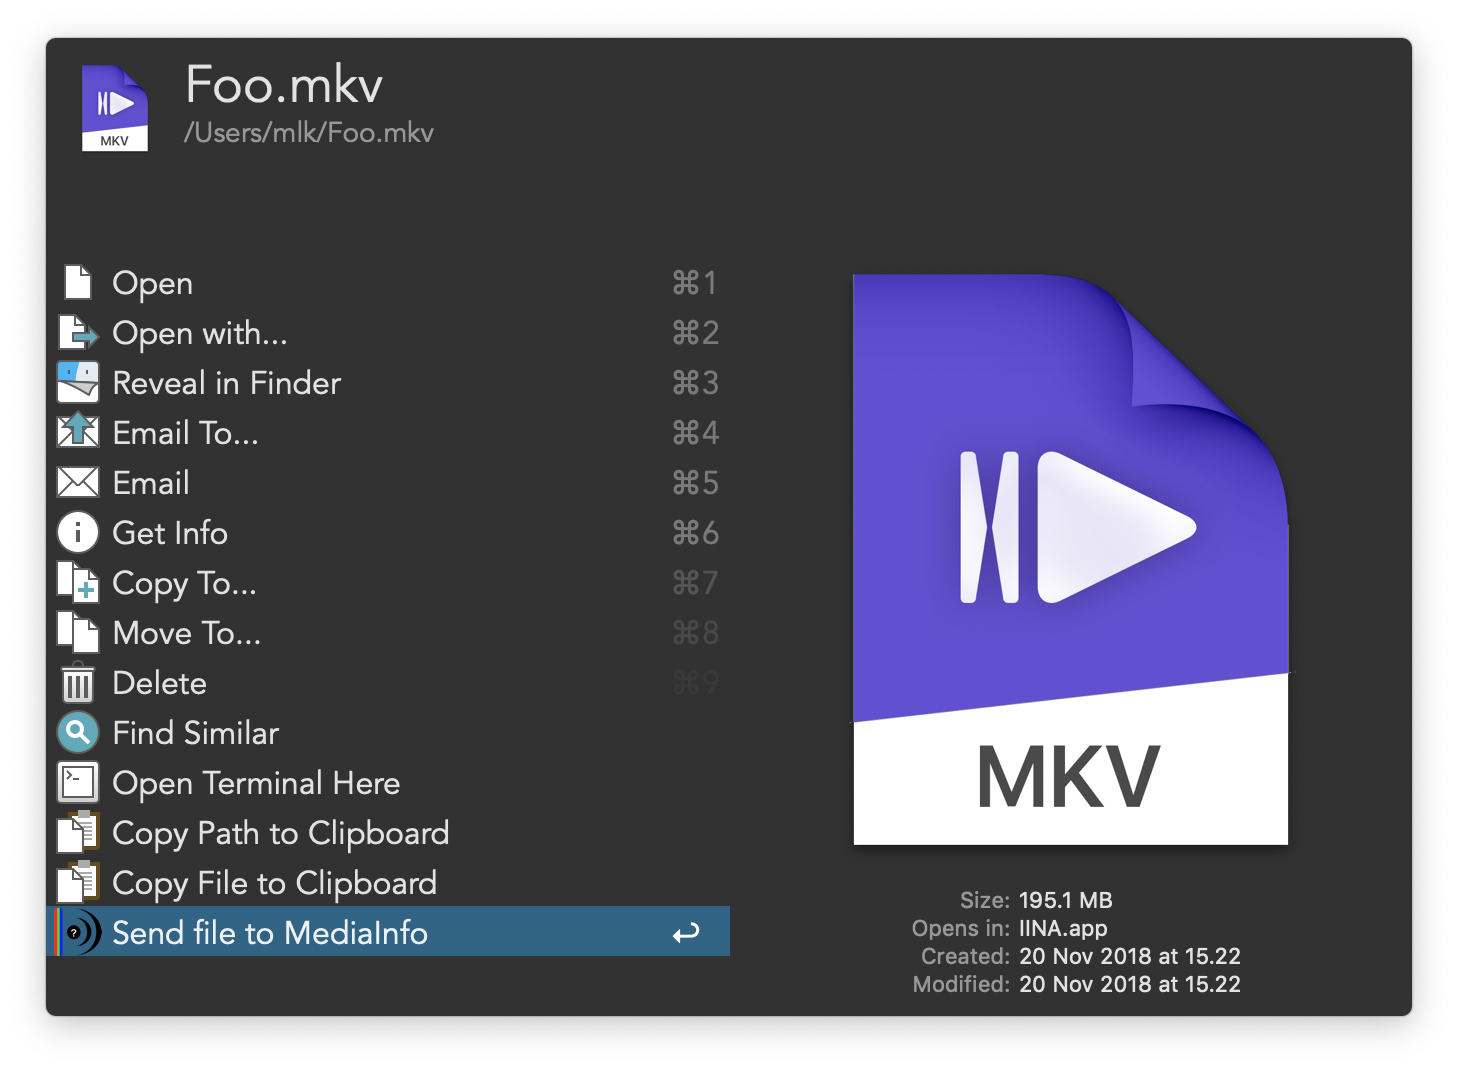 Foo.mkv
/Users/mlk/Foo.mkv
MKV
Open ⌘1
Open with... ⌘2
Reveal in Finder ⌘3
Email To... ⌘4
Email ⌘5
Get Info ⌘6
Copy To... ⌘7
Move To... ⌘8
Delete ⌘9
Find Similar
Open Terminal Here
Copy Path to Clipboard
Copy File to Clipboard
Send file to MediaInfo
MKV
Size: 195.1 MB
Opens in: IINA.app
Created: 20 Nov 2018 at 15.22
Modified: 20 Nov 2018 at 15.22